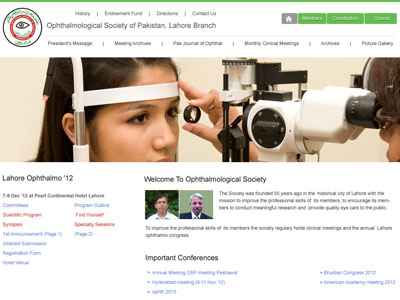 History | Endowment Fund | Directions | Contact Us
Ophthalmological Society of Pakistan, Lahore Branch
Members Constitution Council
President's Message | Meeting Archives | Pak Journal of Ophthal | Monthly Clinical Meetings | Archives | Picture Gallery
Lahore Ophthalmo '12
7-9 Dec '12 at Pearl Continental Hotel Lahore
Committees Program Outline
Scientific Program Find Yourself
Synopsis Specialty Sessions
1st Announcement (Page 1) (Page 2)
Abstract Submission
Registration Form
Hotel Venue
Welcome To Ophthalmological Society
The Society was founded 55 years ago in the historical city of Lahore with the
mission to improve the professional skills of its members, to encourage its mem-
bers to conduct meaningful research and provide quality eye care to the public.
To improve the professional skills of its members the society regulary holds clinical meetings and the annual Lahore
ophthalmo congress.
Important Conferences
Annual Meeting OSP meeting Peshawar Bhurban Congress 2012
Hyderabad meeting (9-11 Nov '12) American Academy meeting 2012
ophth 2013